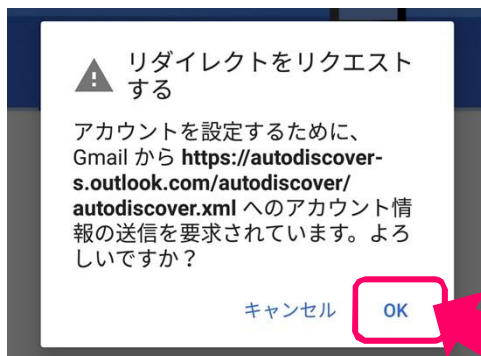 リダイレクトをリクエスト
する
アカウントを設定するために、
Gmail から https://autodiscover-
s.outlook.com/autodiscover/
autodiscover.xml へのアカウント情
報の送信を要求されています。よろ
しいですか？
キャンセル OK